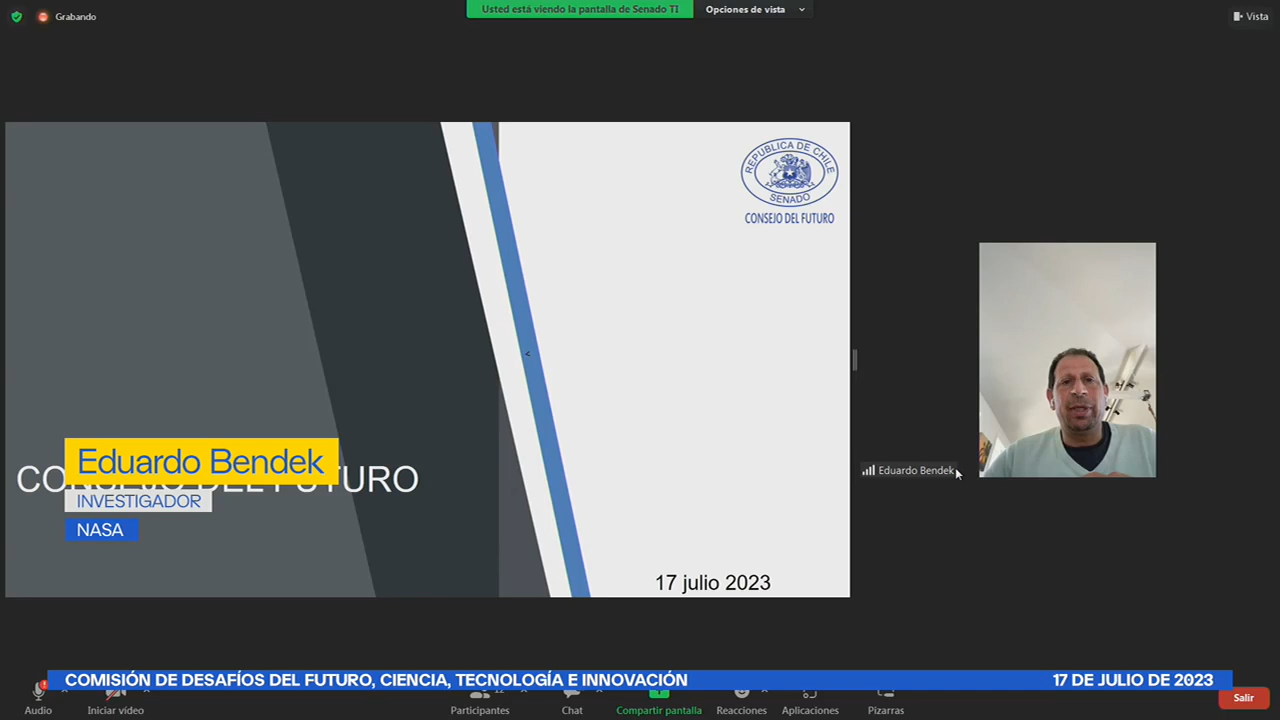 Grabando
Usted está viendo la pantalla de Senado TI
Opciones de vista
Vista
REPUBLICA DE CHILE
SENADO
CONSEJO DEL FUTURO
Eduardo Bendek
INVESTIGADOR
NASA
17 julio 2023
Eduardo Bendek
COMISIÓN DE DESAFÍOS DEL FUTURO, CIENCIA, TECNOLOGÍA E INNOVACIÓN
17 DE JULIO DE 2023
Audio
Iniciar vídeo
Participantes
Chat
Compartir pantalla
Reacciones
Aplicaciones
Pizarras
Salir